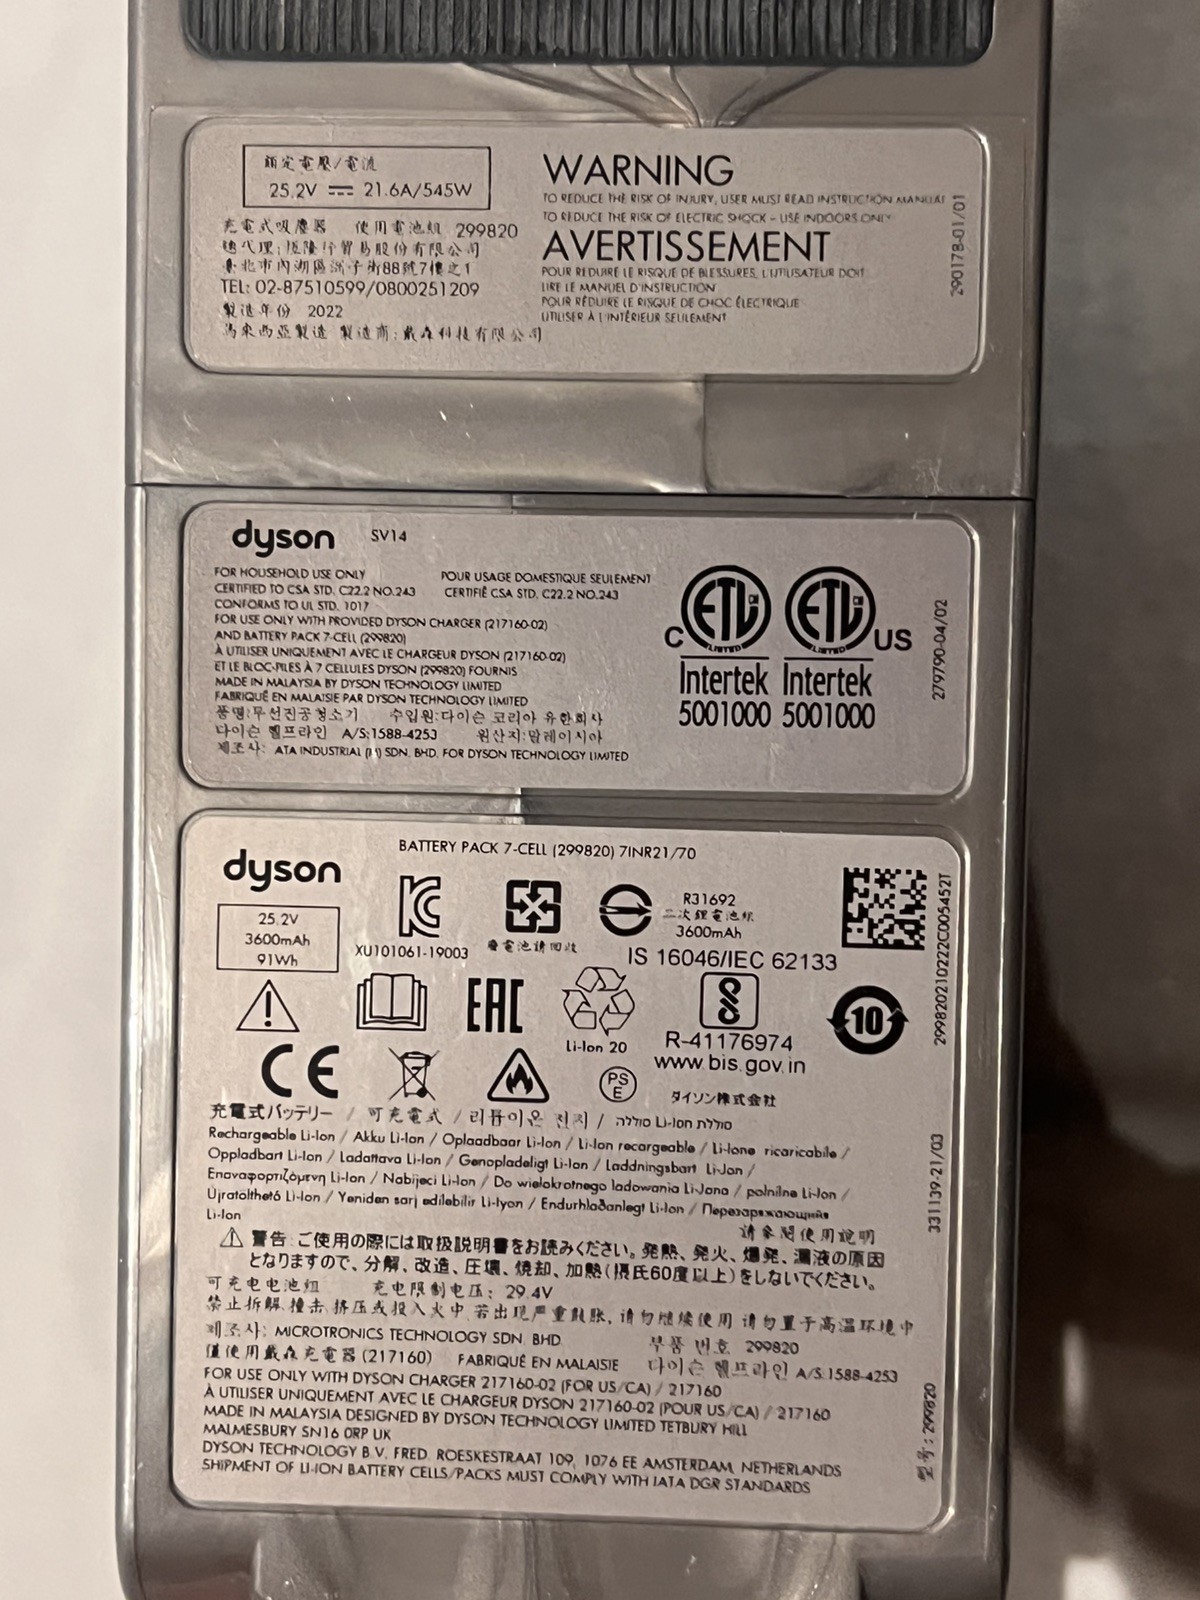 額定電壓/電流
25.2V ⎓ 21.6A/545W
充電式吸塵器 使用電池組 299820
總代理:恆隆行貿易股份有限公司
臺北市內湖區洲子街88號7樓之1
TEL: 02-87510599/0800251209
製造年份 2022
馬來西亞製造 製造商:戴森科技有限公司
WARNING
TO REDUCE THE RISK OF INJURY, USER MUST READ INSTRUCTION MANUAL
TO REDUCE THE RISK OF ELECTRIC SHOCK – USE INDOORS ONLY
AVERTISSEMENT
POUR REDUIRE LE RISQUE DE BLESSURES, L'UTILISATEUR DOIT
LIRE LE MANUEL D'INSTRUCTION
POUR RÉDUIRE LE RISQUE DE CHOC ÉLECTRIQUE
UTILISER À L'INTÉRIEUR SEULEMENT
290178-01/01
dyson SV14
FOR HOUSEHOLD USE ONLY POUR USAGE DOMESTIQUE SEULEMENT
CERTIFIED TO CSA STD. C22.2 NO.243 CERTIFIÉ CSA STD. C22.2 NO.243
CONFORMS TO UL STD. 1017
FOR USE ONLY WITH PROVIDED DYSON CHARGER (217160-02)
AND BATTERY PACK 7-CELL (299820)
À UTILISER UNIQUEMENT AVEC LE CHARGEUR DYSON (217160-02)
ET LE BLOC-PILES À 7 CELLULES DYSON (299820) FOURNIS
MADE IN MALAYSIA BY DYSON TECHNOLOGY LIMITED
FABRIQUÉ EN MALAISIE PAR DYSON TECHNOLOGY LIMITED
품명:무선진공청소기 수입원:다이슨 코리아 유한회사
다이슨 헬프라인 A/S:1588-4253 원산지:말레이시아
제조사: ATA INDUSTRIAL (M) SDN. BHD. FOR DYSON TECHNOLOGY LIMITED
C ETL CM LISTED ETL CM LISTED US
Intertek Intertek
5001000 5001000
279790-04/02
dyson
BATTERY PACK 7-CELL (299820) 7INR21/70
25.2V
3600mAh
91Wh
KC
XU101061-19003
廢電池請回收
R31692
二次鋰電池組
3600mAh
IS 16046/IEC 62133
299820210222C005452T
EAC
Li-Ion 20
R-41176974
www.bis.gov.in
10
CE
PS
E
ダイソン株式会社
充電式バッテリー / 可充電式 / 리튬이온 전지 / סוללת Li-Ion סוללה
Rechargeable Li-Ion / Akku Li-Ion / Oplaadbaar Li-Ion / Li-Ion recargeable / Li-Ione ricaricabile /
Oppladbart Li-Ion / Ladattava Li-Ion / Genopladeligt Li-Ion / Laddningsbart Li-Jon /
Επαναφορτιζόμενη Li-Ion / Nabíjecí Li-Ion / Do wielokrotnego ladowania Li-Jona / polnilne Li-Ion /
Újratölthető Li-Ion / Yeniden sarj edilebilir Li-Iyon / Endurhlaðanlegt Li-Ion / Перезаряжающийся
Li-Ion 請參閱使用說明
⚠ 警告:ご使用の際には取扱説明書をお読みください。発熱、発火、爆発、漏液の原因
となりますので、分解、改造、圧壊、焼却、加熱(摂氏60度以上)をしないでください。
可充电电池组 充电限制电压: 29.4V
禁止拆解、撞击、挤压或投入火中,若出现严重鼓胀,请勿继续使用,请勿置于高温环境中
제조사: MICROTRONICS TECHNOLOGY SDN. BHD 부품 번호 299820
僅使用戴森充電器(217160) FABRIQUÉ EN MALAISIE 다이슨 헬프라인 A/S:1588-4253
FOR USE ONLY WITH DYSON CHARGER 217160-02 (FOR US/CA) / 217160
À UTILISER UNIQUEMENT AVEC LE CHARGEUR DYSON 217160-02 (POUR US/CA) / 217160
MADE IN MALAYSIA DESIGNED BY DYSON TECHNOLOGY LIMITED TETBURY HILL
MALMESBURY SN16 0RP UK
DYSON TECHNOLOGY B.V. FRED. ROESKESTRAAT 109, 1076 EE AMSTERDAM, NETHERLANDS
SHIPMENT OF LI-ION BATTERY CELLS/PACKS MUST COMPLY WITH IATA DGR STANDARDS
331139-21/03
型号: 299820